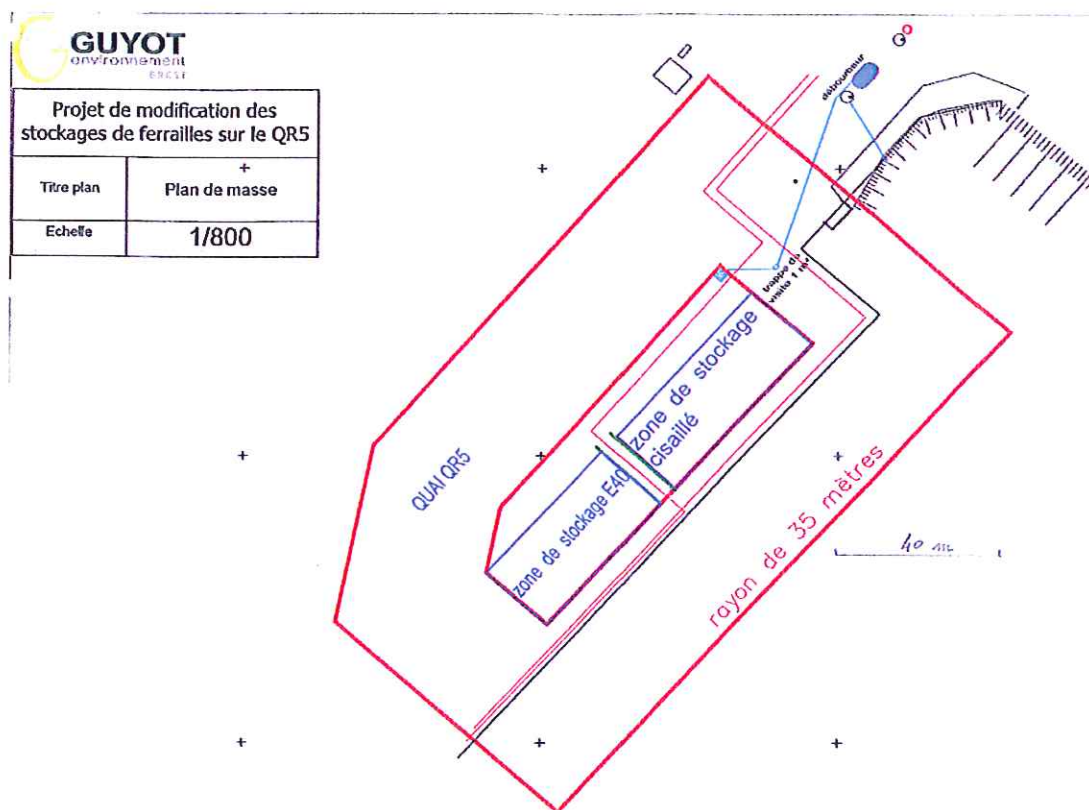 GUYOT
environnement
BREST
Projet de modification des
stockages de ferrailles sur le QR5
Titre plan
Plan de masse
Echelle
1/800
débourbeur
trappe de
visite 1 m²
zone de stockage
cisaillé
zone de stockage E40
QUAI QR5
rayon de 35 mètres
40 m